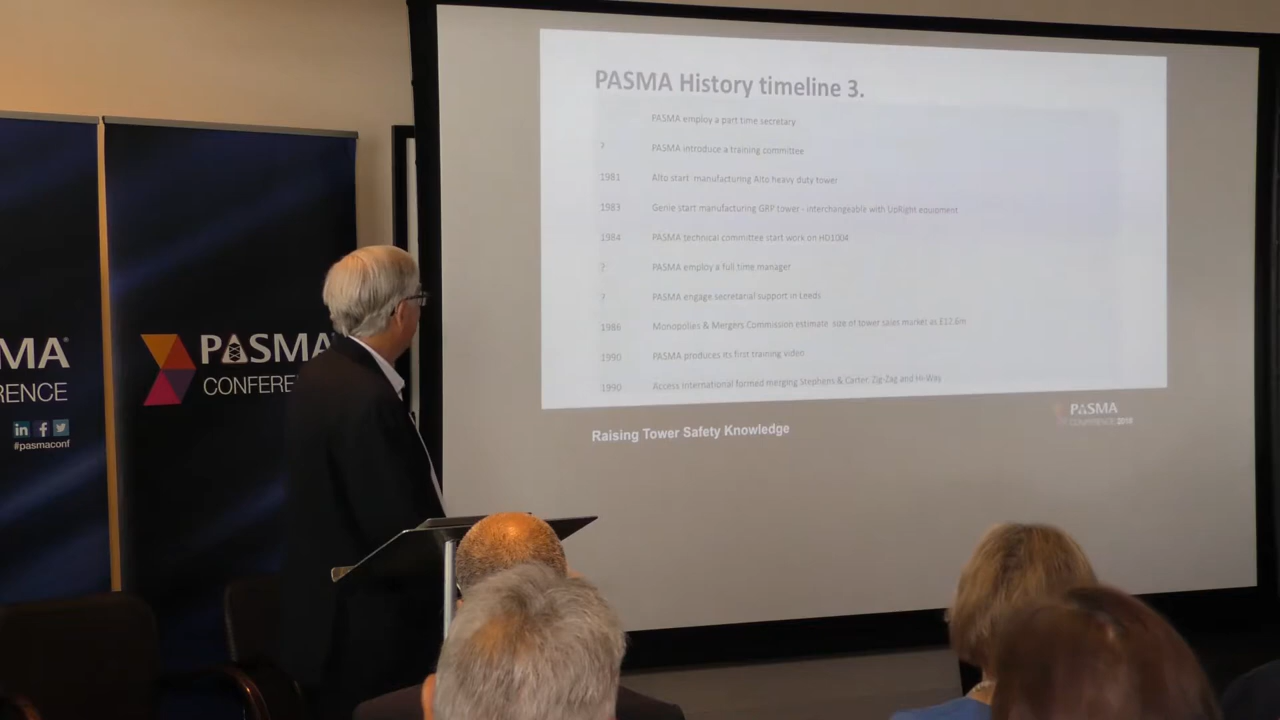 PASMA History timeline 3.
PASMA employ a part time secretary
? PASMA introduce a training committee
1981 Alto start manufacturing Alto heavy duty tower
1983 Genie start manufacturing GRP tower - interchangeable with UpRight equipment
1984 PASMA technical committee start work on HD1004
? PASMA employ a full time manager
? PASMA engage secretarial support in Leeds
1986 Monopolies & Mergers Commission estimate size of tower sales market as £12.6m
1990 PASMA produces its first training video
1990 Access International formed merging Stephens & Carter, Zig-Zag and Hi-Way
Raising Tower Safety Knowledge
PASMA
CONFERENCE 2018
MA®
RENCE
in f
#pasmaconf
PASMA
CONFERE